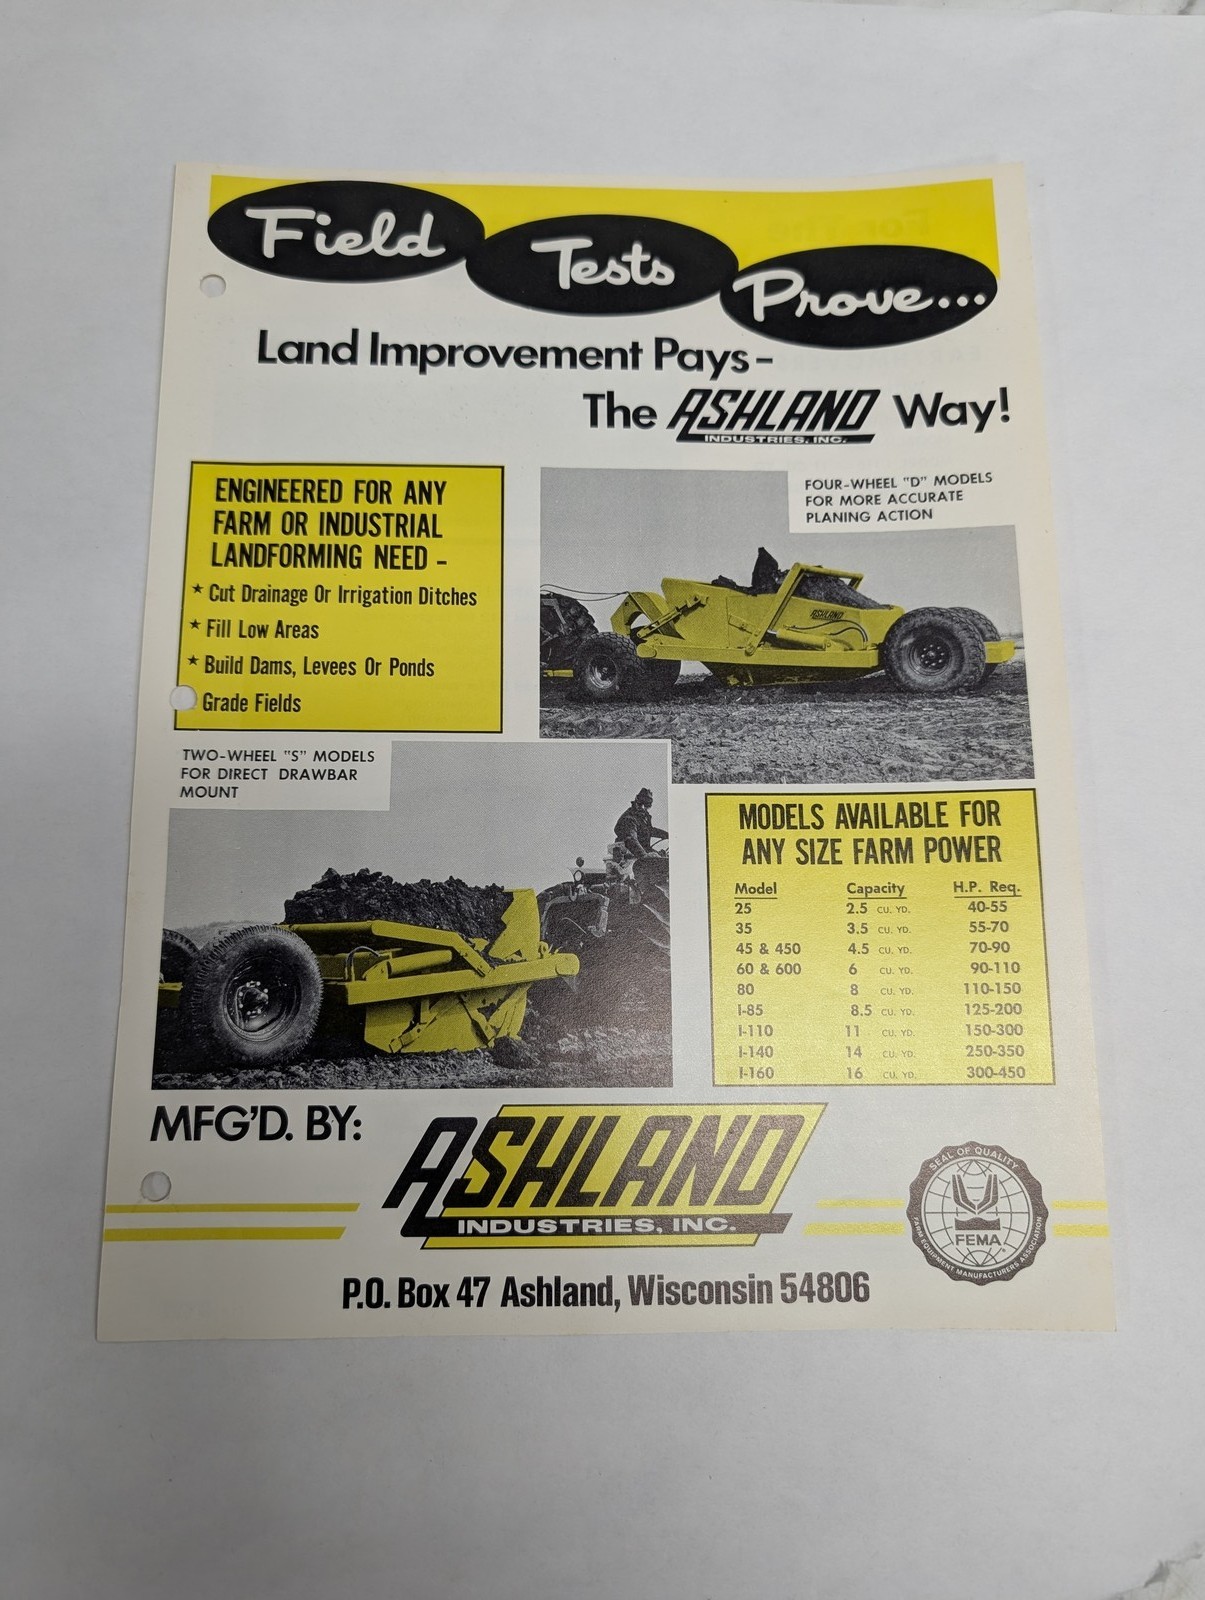 Field Tests Prove...
Land Improvement Pays -
The ASHLAND Way!
INDUSTRIES, INC.
ENGINEERED FOR ANY
FARM OR INDUSTRIAL
LANDFORMING NEED -
★ Cut Drainage Or Irrigation Ditches
★ Fill Low Areas
★ Build Dams, Levees Or Ponds
Grade Fields
FOUR-WHEEL "D" MODELS
FOR MORE ACCURATE
PLANING ACTION
ASHLAND
TWO-WHEEL "S" MODELS
FOR DIRECT DRAWBAR
MOUNT
MODELS AVAILABLE FOR
ANY SIZE FARM POWER
Model Capacity H.P. Req.
25 2.5 CU. YD. 40-55
35 3.5 CU. YD. 55-70
45 & 450 4.5 CU. YD. 70-90
60 & 600 6 CU. YD. 90-110
80 8 CU. YD. 110-150
I-85 8.5 CU. YD. 125-200
I-110 11 CU. YD. 150-300
I-140 14 CU. YD. 250-350
I-160 16 CU. YD. 300-450
MFG'D. BY:
ASHLAND
INDUSTRIES, INC.
SEAL OF QUALITY
FEMA
FARM EQUIPMENT MANUFACTURERS ASSOCIATION
P.O. Box 47 Ashland, Wisconsin 54806